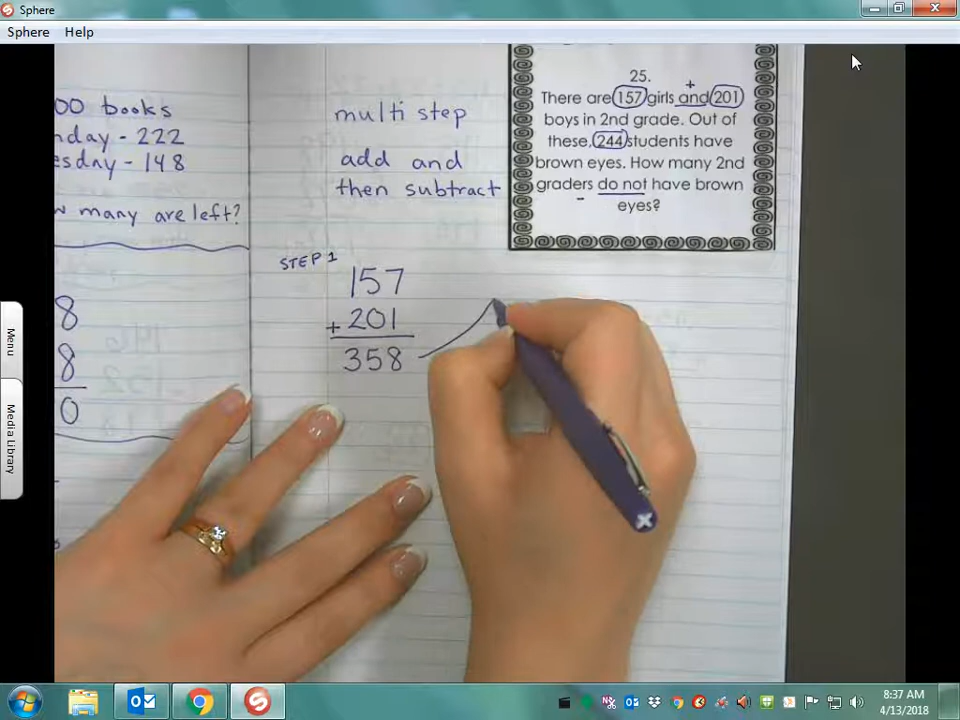 Sphere
Sphere Help
Menu
Media Library
00 books
nday - 222
esday - 148
w many are left?
8
8
0
multi step
add and
then subtract
25.
+
There are 157 girls and 201
boys in 2nd grade. Out of
these, 244 students have
brown eyes. How many 2nd
graders do not have brown
-
eyes?
STEP 1
157
+ 201
358
8:37 AM
4/13/2018